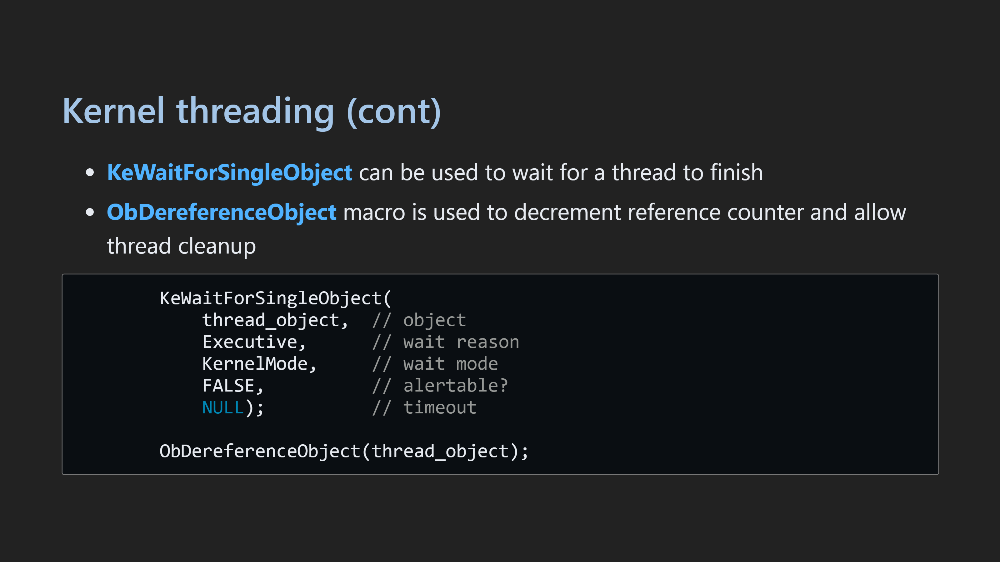 Kernel threading (cont)
• KeWaitForSingleObject can be used to wait for a thread to finish
• ObDereferenceObject macro is used to decrement reference counter and allow
thread cleanup
KeWaitForSingleObject(
    thread_object,  // object
    Executive,      // wait reason
    KernelMode,     // wait mode
    FALSE,          // alertable?
    NULL);          // timeout
ObDereferenceObject(thread_object);